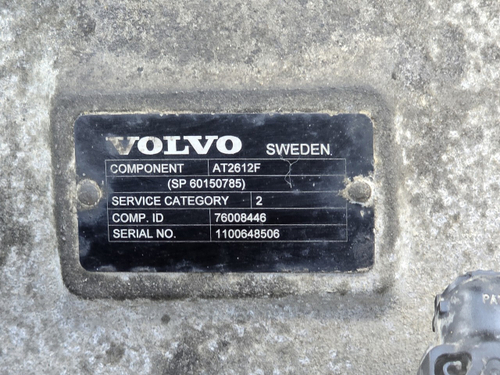 VOLVO SWEDEN
COMPONENT AT2612F
(SP 60150785)
SERVICE CATEGORY 2
COMP. ID 76008446
SERIAL NO. 1100648506